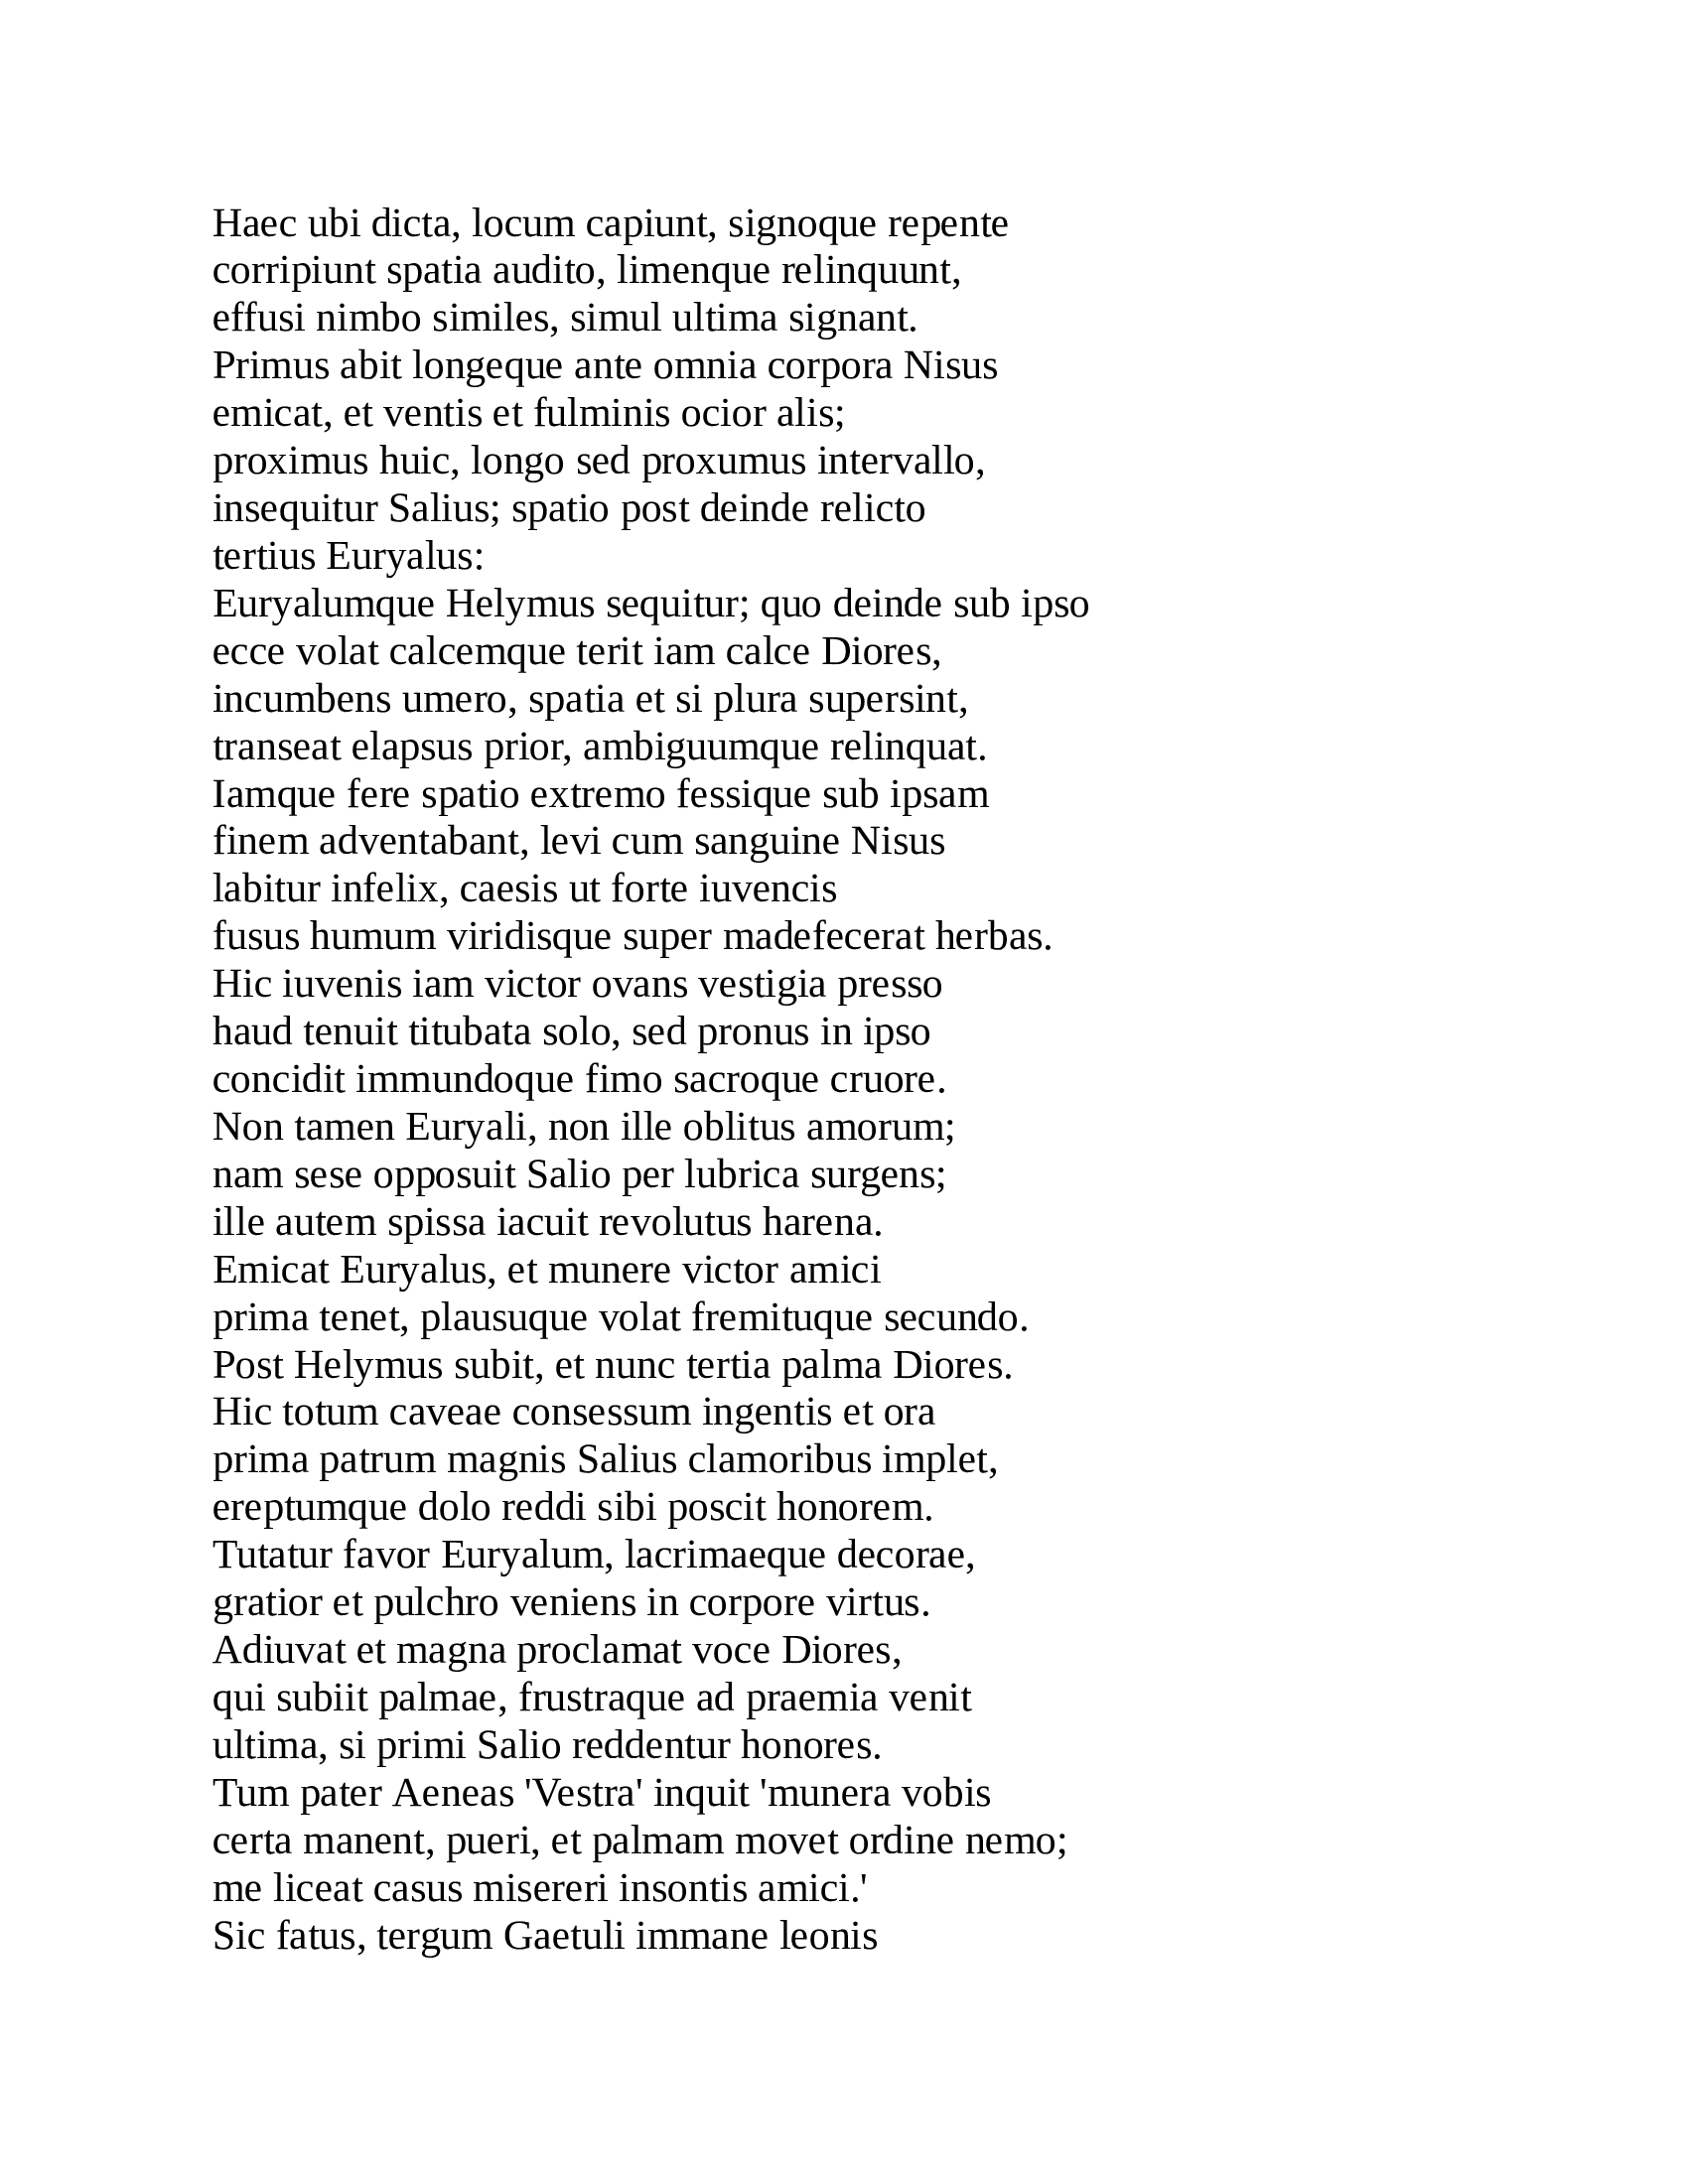 Haec ubi dicta, locum capiunt, signoque repente
corripiunt spatia audito, limenque relinquunt,
effusi nimbo similes, simul ultima signant.
Primus abit longeque ante omnia corpora Nisus
emicat, et ventis et fulminis ocior alis;
proximus huic, longo sed proxumus intervallo,
insequitur Salius; spatio post deinde relicto
tertius Euryalus:
Euryalumque Helymus sequitur; quo deinde sub ipso
ecce volat calcemque terit iam calce Diores,
incumbens umero, spatia et si plura supersint,
transeat elapsus prior, ambiguumque relinquat.
Iamque fere spatio extremo fessique sub ipsam
finem adventabant, levi cum sanguine Nisus
labitur infelix, caesis ut forte iuvencis
fusus humum viridisque super madefecerat herbas.
Hic iuvenis iam victor ovans vestigia presso
haud tenuit titubata solo, sed pronus in ipso
concidit immundoque fimo sacroque cruore.
Non tamen Euryali, non ille oblitus amorum;
nam sese opposuit Salio per lubrica surgens;
ille autem spissa iacuit revolutus harena.
Emicat Euryalus, et munere victor amici
prima tenet, plausuque volat fremituque secundo.
Post Helymus subit, et nunc tertia palma Diores.
Hic totum caveae consessum ingentis et ora
prima patrum magnis Salius clamoribus implet,
ereptumque dolo reddi sibi poscit honorem.
Tutatur favor Euryalum, lacrimaeque decorae,
gratior et pulchro veniens in corpore virtus.
Adiuvat et magna proclamat voce Diores,
qui subiit palmae, frustraque ad praemia venit
ultima, si primi Salio reddentur honores.
Tum pater Aeneas 'Vestra' inquit 'munera vobis
certa manent, pueri, et palmam movet ordine nemo;
me liceat casus misereri insontis amici.'
Sic fatus, tergum Gaetuli immane leonis